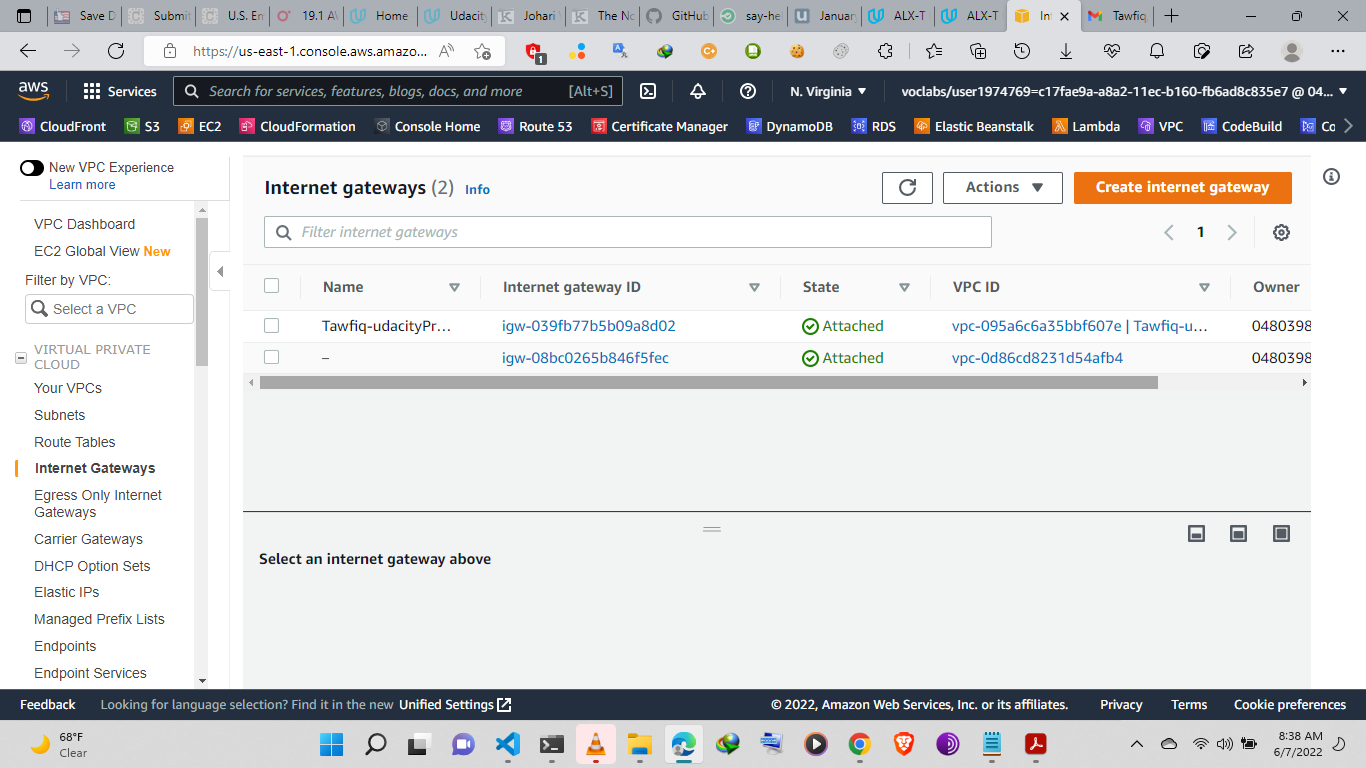 Save D
Submit
U.S. En
19.1 AV
Home
Udacity
Johari
The No
GitHub
say-he
Januar
ALX-T
ALX-T
Int
Tawfiq
https://us-east-1.console.aws.amazo...
1
aws
Services
Search for services, features, blogs, docs, and more [Alt+S]
N. Virginia
voclabs/user1974769=c17fae9a-a8a2-11ec-b160-fb6ad8c835e7 @ 04...
CloudFront
S3
EC2
CloudFormation
Console Home
Route 53
Certificate Manager
DynamoDB
RDS
Elastic Beanstalk
Lambda
VPC
CodeBuild
Co
New VPC Experience
Learn more
VPC Dashboard
EC2 Global View New
Filter by VPC:
Select a VPC
VIRTUAL PRIVATE
CLOUD
Your VPCs
Subnets
Route Tables
Internet Gateways
Egress Only Internet
Gateways
Carrier Gateways
DHCP Option Sets
Elastic IPs
Managed Prefix Lists
Endpoints
Endpoint Services
Internet gateways (2) Info
Actions
Create internet gateway
Filter internet gateways
1
Name Internet gateway ID State VPC ID Owner
Tawfiq-udacityPr... igw-039fb77b5b09a8d02 Attached vpc-095a6c6a35bbf607e | Tawfiq-u... 0480398
– igw-08bc0265b846f5fec Attached vpc-0d86cd8231d54afb4 0480398
Select an internet gateway above
Feedback
Looking for language selection? Find it in the new Unified Settings
© 2022, Amazon Web Services, Inc. or its affiliates.
Privacy
Terms
Cookie preferences
68°F
Clear
8:38 AM
6/7/2022